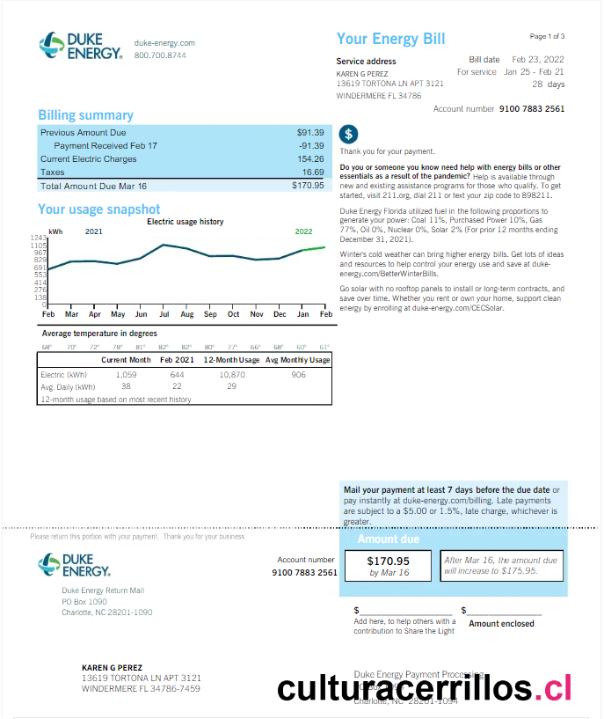 DUKE ENERGY.
duke-energy.com
800.700.8744
Your Energy Bill
Page 1 of 3
Service address
KAREN G PEREZ
13619 TORTONA LN APT 3121
WINDERMERE FL 34786
Bill date Feb 23, 2022
For service Jan 25 - Feb 21
28 days
Account number 9100 7883 2561
Billing summary
Previous Amount Due $91.39
Payment Received Feb 17 -91.39
Current Electric Charges 154.26
Taxes 16.69
Total Amount Due Mar 16 $170.95
$
Thank you for your payment.
Do you or someone you know need help with energy bills or other
essentials as a result of the pandemic? Help is available through
new and existing assistance programs for those who qualify. To get
started, visit 211.org, dial 211 or text your zip code to 898211.
Duke Energy Florida utilized fuel in the following proportions to
generate your power: Coal 11%, Purchased Power 10%, Gas
77%, Oil 0%, Nuclear 0%, Solar 2% (For prior 12 months ending
December 31, 2021).
Winter's cold weather can bring higher energy bills. Get lots of ideas
and resources to help control your energy use and save at duke-
energy.com/BetterWinterBills.
Go solar with no rooftop panels to install or long-term contracts, and
save over time. Whether you rent or own your home, support clean
energy by enrolling at duke-energy.com/CECSolar.
Your usage snapshot
Electric usage history
kWh 2021 2022
1243
1105
967
829
691
553
414
276
138
0
Feb Mar Apr May Jun Jul Aug Sep Oct Nov Dec Jan Feb
Average temperature in degrees
68° 70° 72° 78° 81° 82° 82° 80° 77° 66° 68° 60° 61°
Current Month Feb 2021 12-Month Usage Avg Monthly Usage
Electric (kWh) 1,059 644 10,870 906
Avg. Daily (kWh) 38 22 29
12-month usage based on most recent history
Mail your payment at least 7 days before the due date or
pay instantly at duke-energy.com/billing. Late payments
are subject to a $5.00 or 1.5%, late charge, whichever is
greater.
Please return this portion with your payment. Thank you for your business.
DUKE ENERGY.
Duke Energy Return Mail
PO Box 1090
Charlotte, NC 28201-1090
Account number
9100 7883 2561
Amount due
$170.95
by Mar 16
After Mar 16, the amount due
will increase to $175.95.
$ $
Add here, to help others with a
contribution to Share the Light
Amount enclosed
KAREN G PEREZ
13619 TORTONA LN APT 3121
WINDERMERE FL 34786-7459
Duke Energy Payment Processing
Charlotte, NC 28201-1094
culturacerrillos.cl